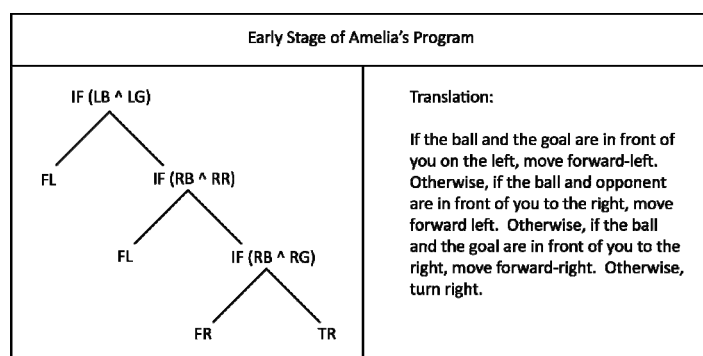 Early Stage of Amelia's Program
IF (LB ^ LG)
FL
IF (RB ^ RR)
FL
IF (RB ^ RG)
FR
TR
Translation:
If the ball and the goal are in front of
you on the left, move forward-left.
Otherwise, if the ball and opponent
are in front of you to the right, move
forward left.  Otherwise, if the ball
and the goal are in front of you to the
right, move forward-right.  Otherwise,
turn right.